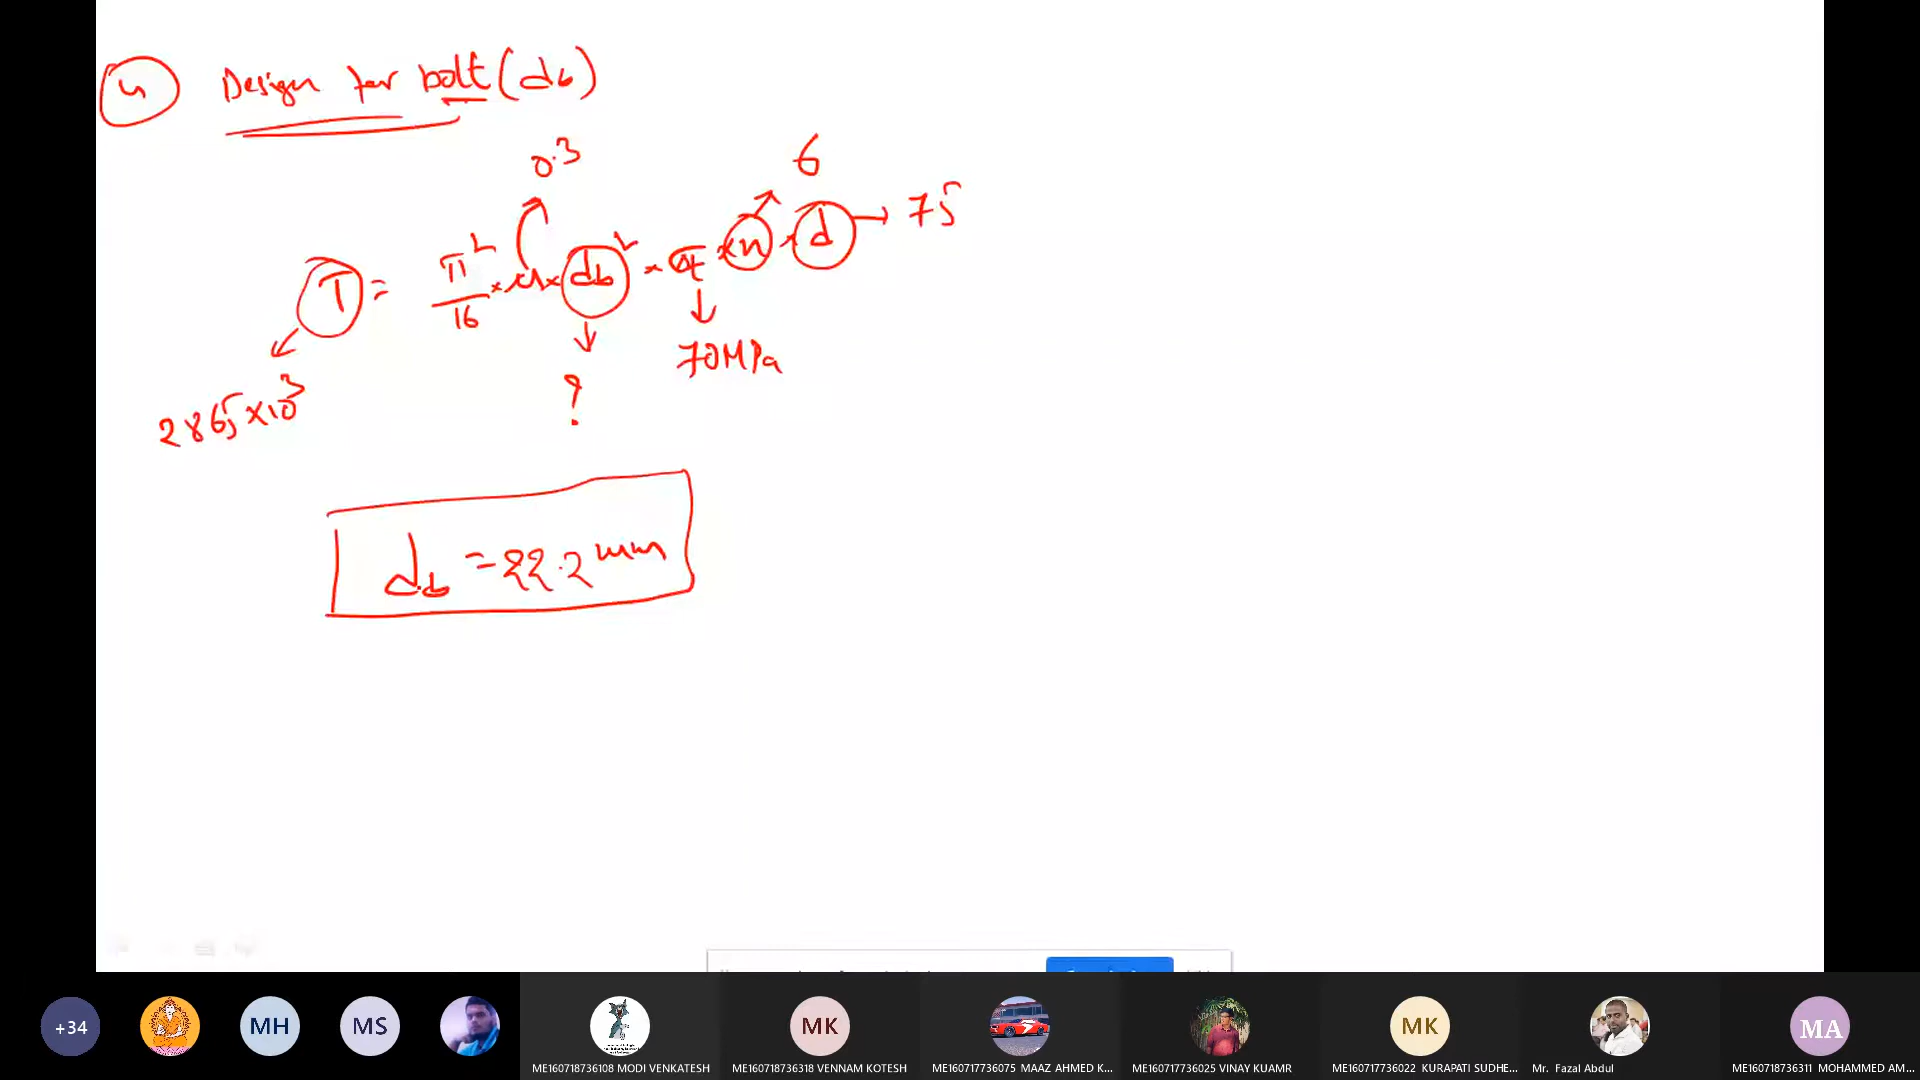 4 Design for bolt (db)
0.3 6
T = π²/16 × μ × db² × σt × n × d → 75
70MPa
?
2865×10³
db = 22.2 mm
+34 MH MS MK MK MA
ME160718736108 MODI VENKATESH ME160718736318 VENNAM KOTESH ME160717736075 MAAZ AHMED K... ME160717736025 VINAY KUAMR ME160717736022 KURAPATI SUDHE... Mr. Fazal Abdul ME160718736311 MOHAMMED AM...